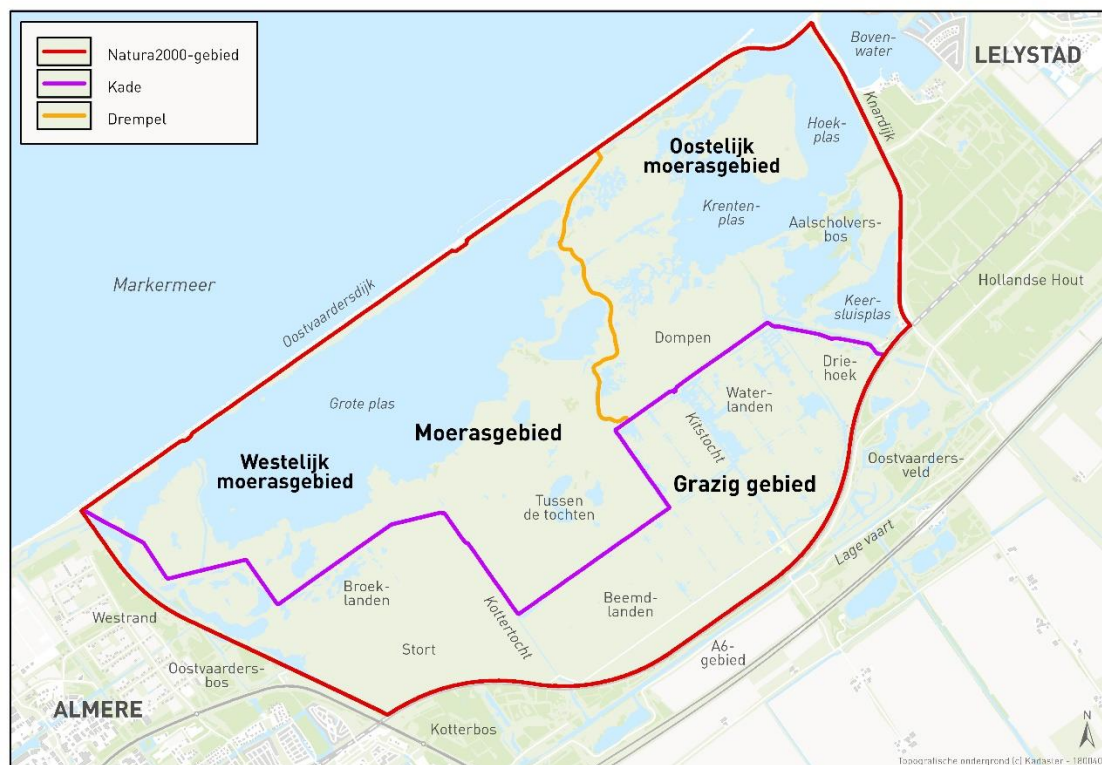 Natura2000-gebied
Kade
Drempel
Boven-
water
LELYSTAD
Knardijk
Hoek-
plas
Oostelijk
moerasgebied
Krenten-
plas
Aalscholvers-
bos
Markermeer
Oostvaardersdijk
Hollandse Hout
Keer-
sluisplas
Dompen
Drie-
hoek
Water-
landen
Grote plas
Kitstocht
Moerasgebied
Westelijk
moerasgebied
Oostvaarders-
veld
Grazig gebied
Tussen
de tochten
Lage vaart
Broek-
landen
Beemd-
landen
Westrand
Kottertocht
Stort
A6-
gebied
Oostvaarders-
bos
ALMERE
Kotterbos
N
Topografische ondergrond (c) Kadaster - 180040